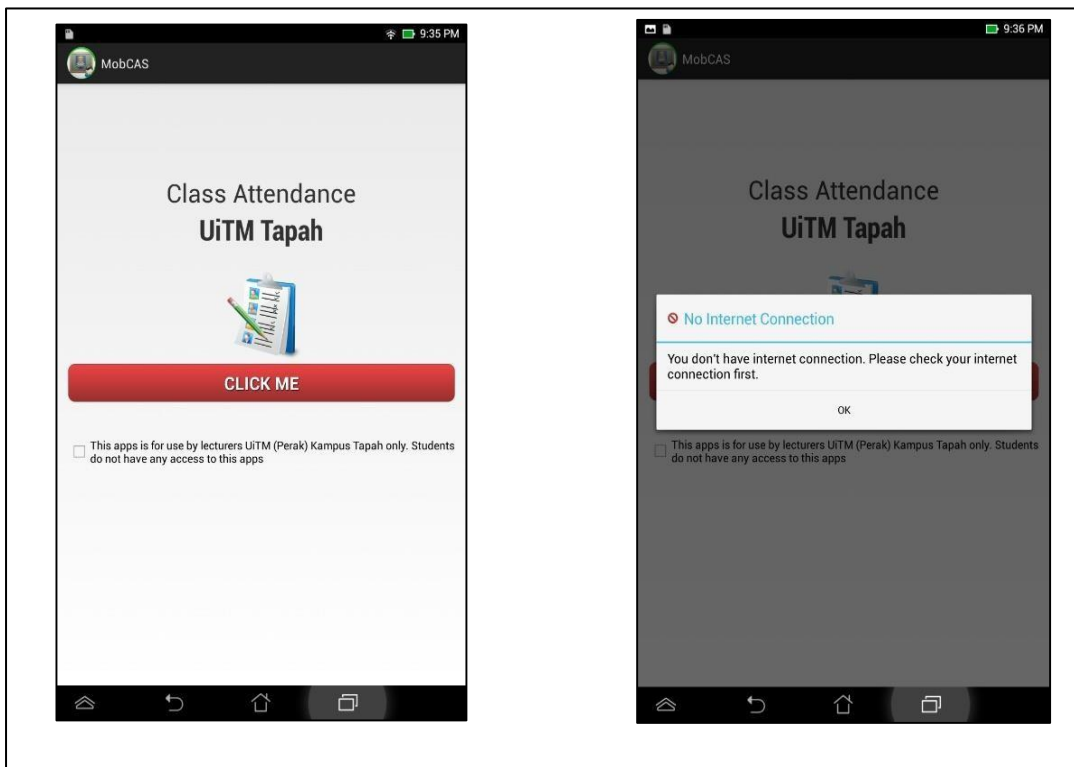 9:35 PM
MobCAS
Class Attendance
UiTM Tapah
CLICK ME
This apps is for use by lecturers UiTM (Perak) Kampus Tapah only. Students
do not have any access to this apps
9:36 PM
MobCAS
Class Attendance
UiTM Tapah
No Internet Connection
You don't have internet connection. Please check your internet
connection first.
OK
This apps is for use by lecturers UiTM (Perak) Kampus Tapah only. Students
do not have any access to this apps